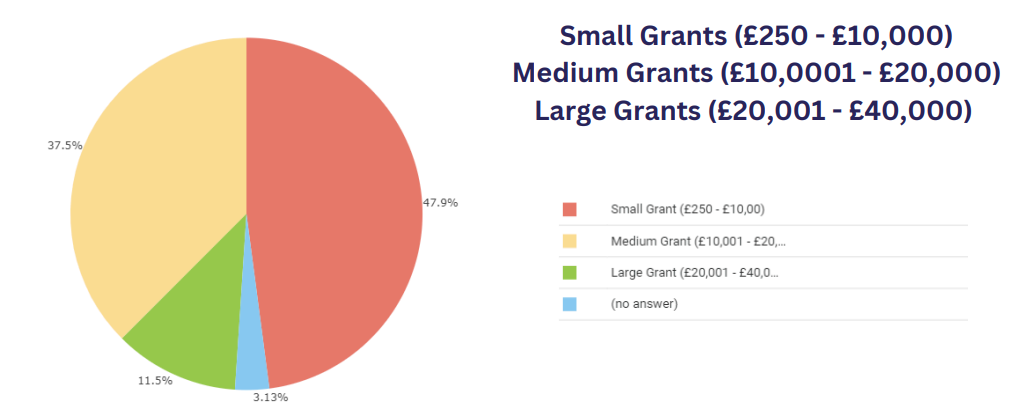 Small Grants (£250 - £10,000)
Medium Grants (£10,0001 - £20,000)
Large Grants (£20,001 - £40,000)
37.5%
47.9%
11.5%
3.13%
Small Grant (£250 - £10,00)
Medium Grant (£10,001 - £20,...
Large Grant (£20,001 - £40,0...
(no answer)